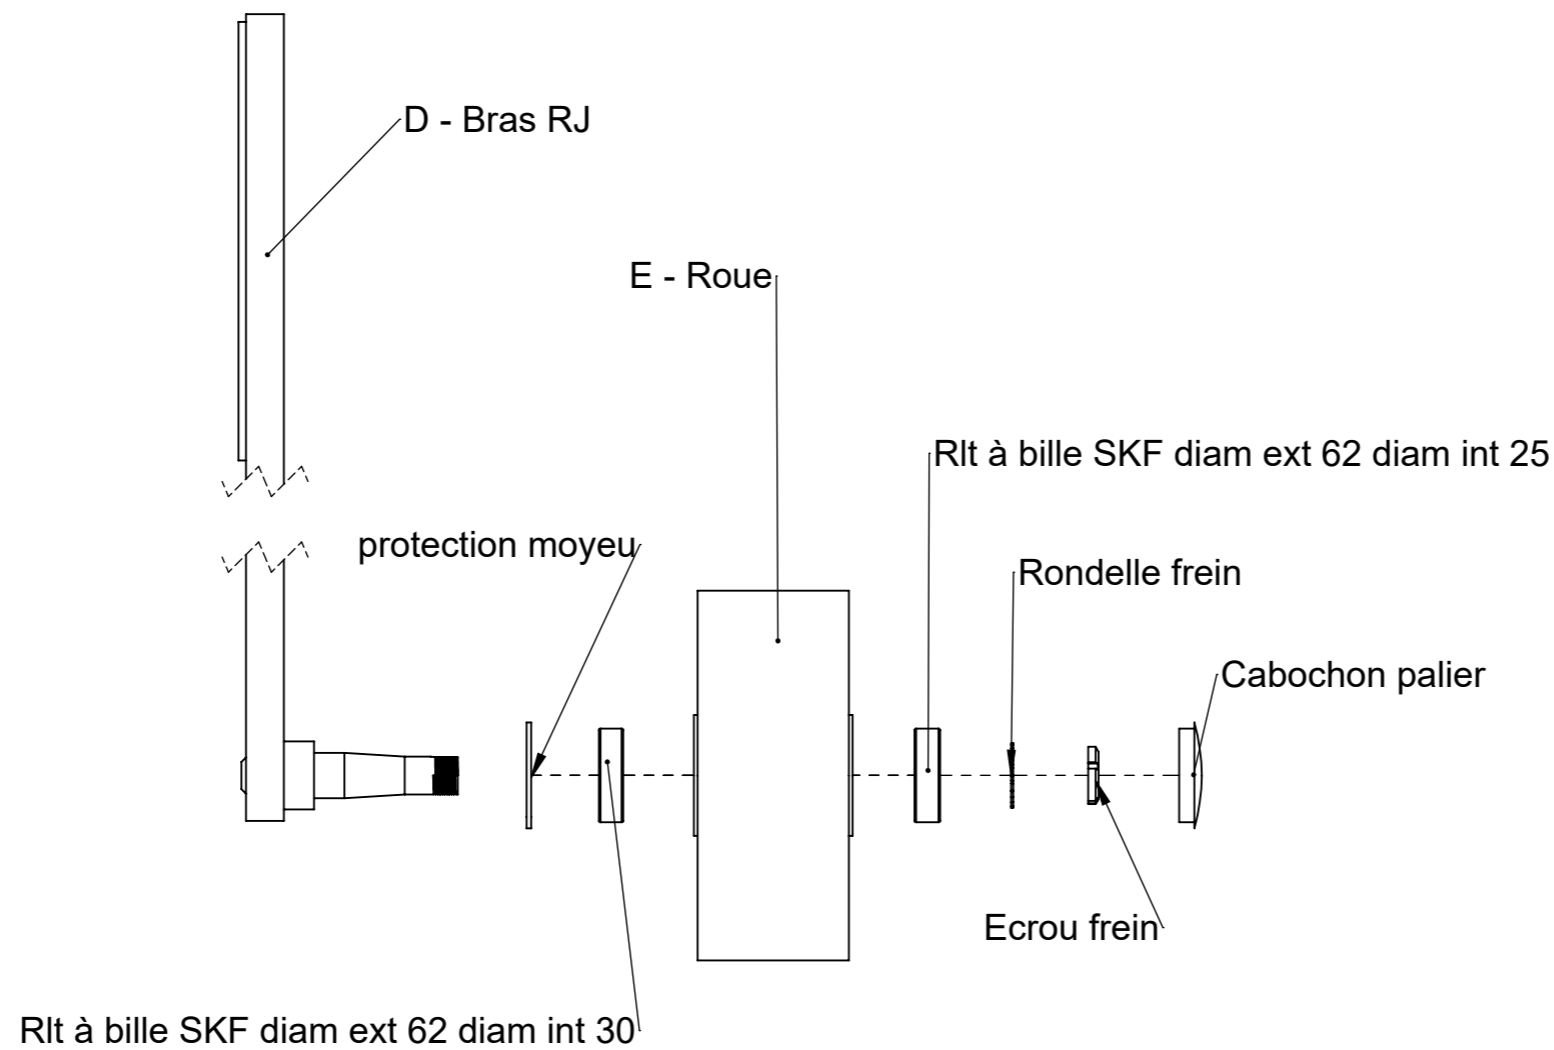 D - Bras RJ
E - Roue
Rlt à bille SKF diam ext 62 diam int 25
protection moyeu
Rondelle frein
Cabochon palier
Ecrou frein
Rlt à bille SKF diam ext 62 diam int 30